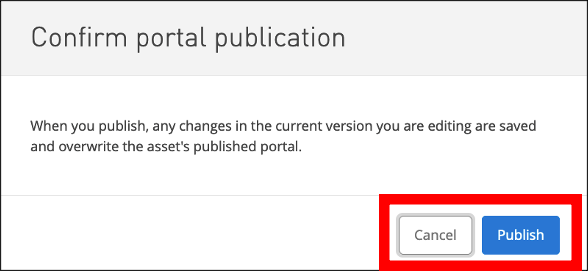 Confirm portal publication
When you publish, any changes in the current version you are editing are saved
and overwrite the asset's published portal.
Cancel
Publish